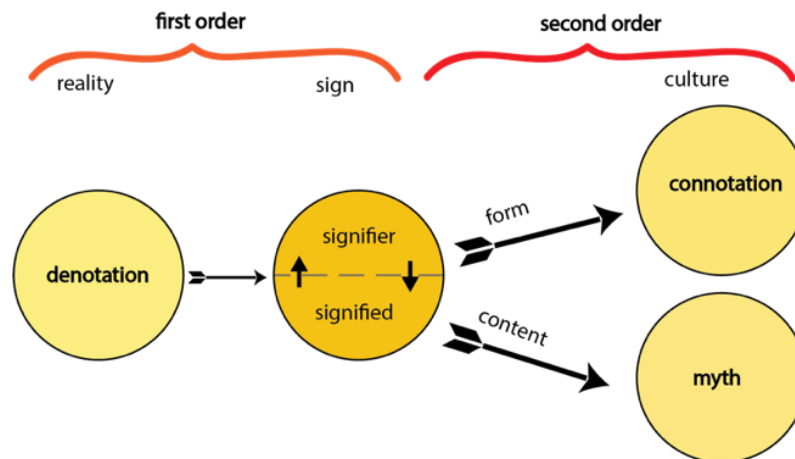 first order
second order
reality
sign
culture
denotation
signifier
signified
form
content
connotation
myth